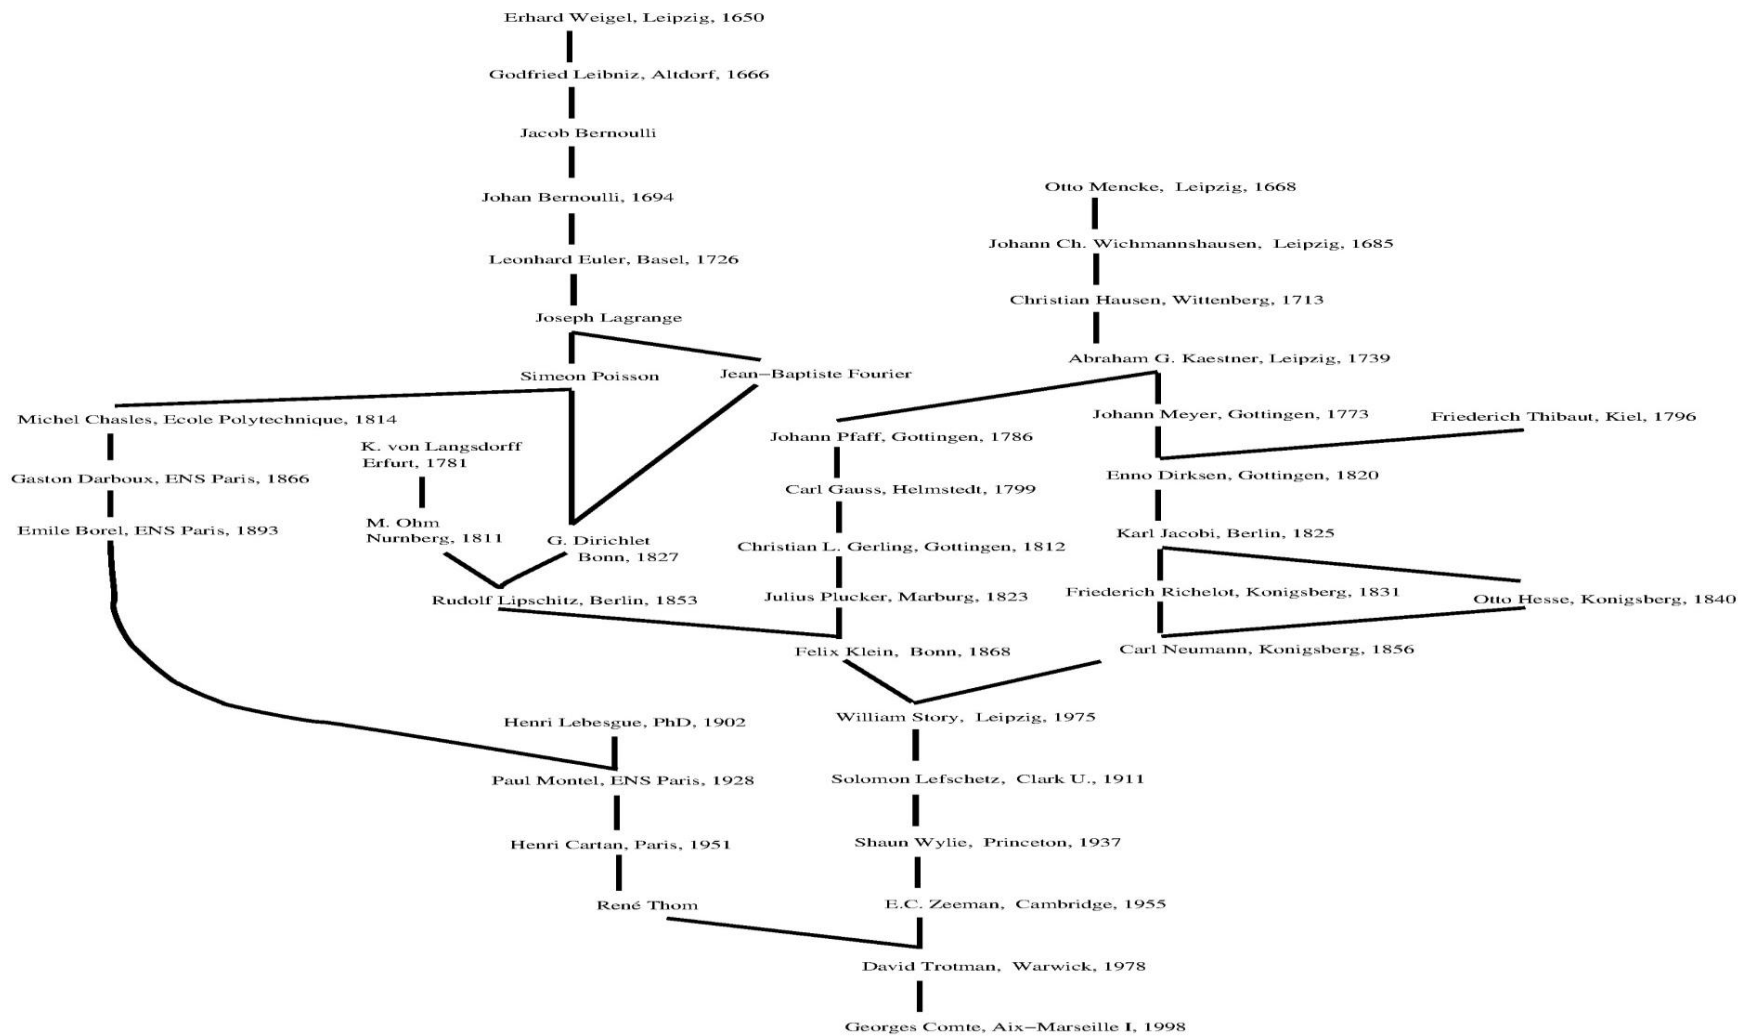 Erhard Weigel, Leipzig, 1650
Godfried Leibniz, Altdorf, 1666
Jacob Bernoulli
Johan Bernoulli, 1694
Otto Mencke, Leipzig, 1668
Johann Ch. Wichmannshausen, Leipzig, 1685
Leonhard Euler, Basel, 1726
Christian Hausen, Wittenberg, 1713
Joseph Lagrange
Abraham G. Kaestner, Leipzig, 1739
Simeon Poisson
Jean-Baptiste Fourier
Michel Chasles, Ecole Polytechnique, 1814
Johann Meyer, Gottingen, 1773
Friederich Thibaut, Kiel, 1796
Johann Pfaff, Gottingen, 1786
K. von Langsdorff
Erfurt, 1781
Gaston Darboux, ENS Paris, 1866
Enno Dirksen, Gottingen, 1820
Carl Gauss, Helmstedt, 1799
Emile Borel, ENS Paris, 1893
M. Ohm
Nurnberg, 1811
G. Dirichlet
Bonn, 1827
Karl Jacobi, Berlin, 1825
Christian L. Gerling, Gottingen, 1812
Rudolf Lipschitz, Berlin, 1853
Julius Plucker, Marburg, 1823
Friederich Richelot, Konigsberg, 1831
Otto Hesse, Konigsberg, 1840
Felix Klein, Bonn, 1868
Carl Neumann, Konigsberg, 1856
Henri Lebesgue, PhD, 1902
William Story, Leipzig, 1975
Paul Montel, ENS Paris, 1928
Solomon Lefschetz, Clark U., 1911
Henri Cartan, Paris, 1951
Shaun Wylie, Princeton, 1937
René Thom
E.C. Zeeman, Cambridge, 1955
David Trotman, Warwick, 1978
Georges Comte, Aix-Marseille I, 1998